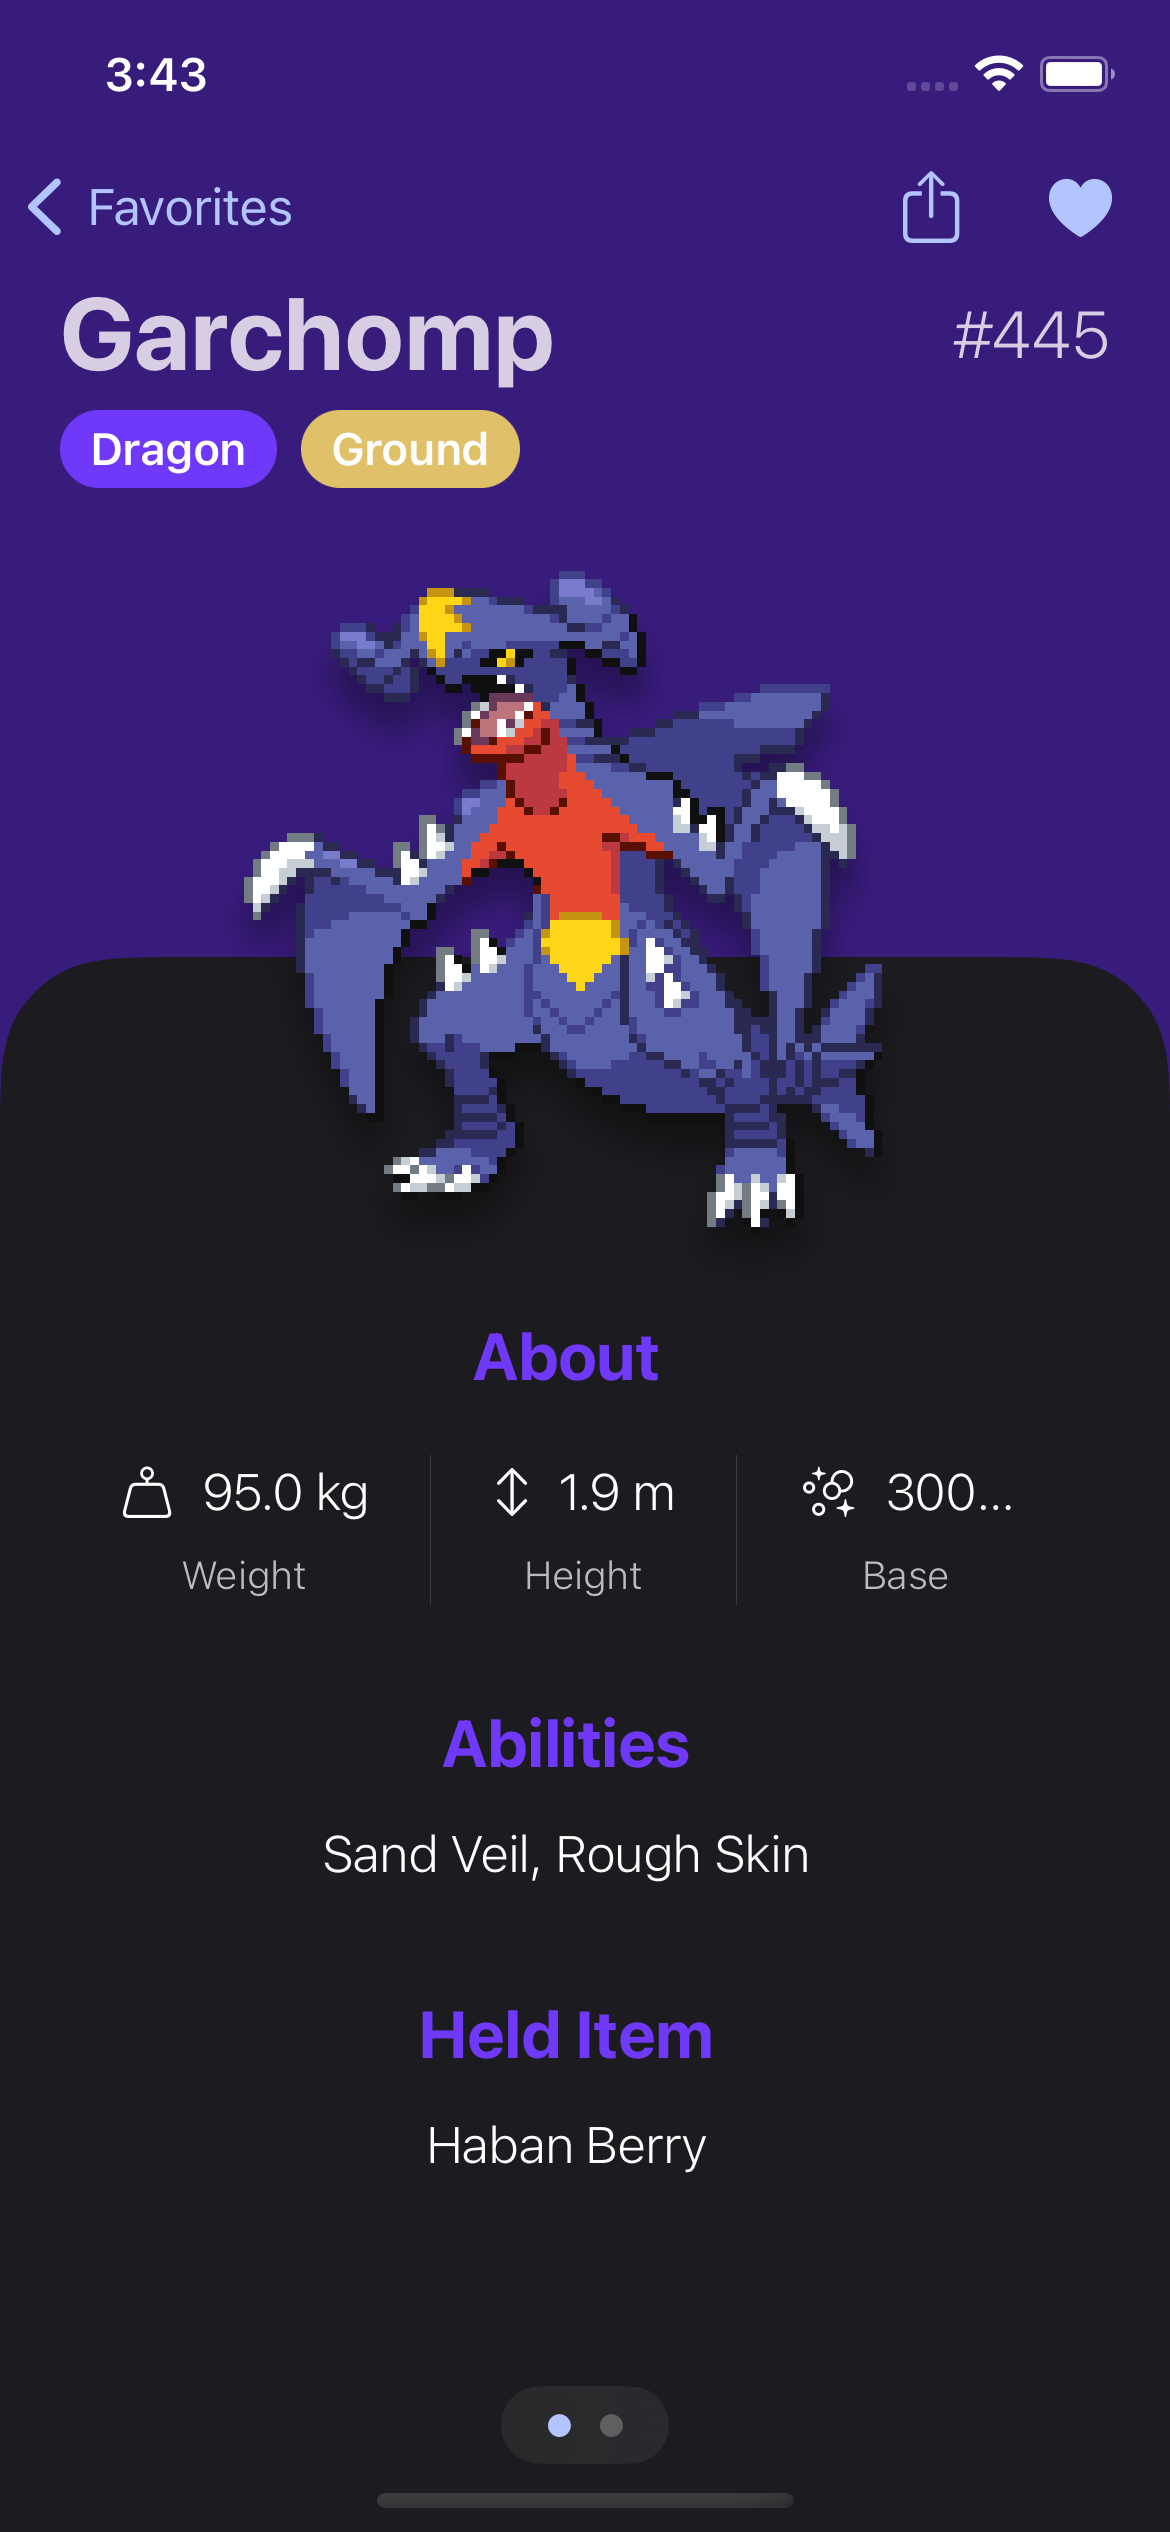 3:43
Favorites
Garchomp
#445
Dragon Ground
About
95.0 kg 1.9 m 300...
Weight Height Base
Abilities
Sand Veil, Rough Skin
Held Item
Haban Berry